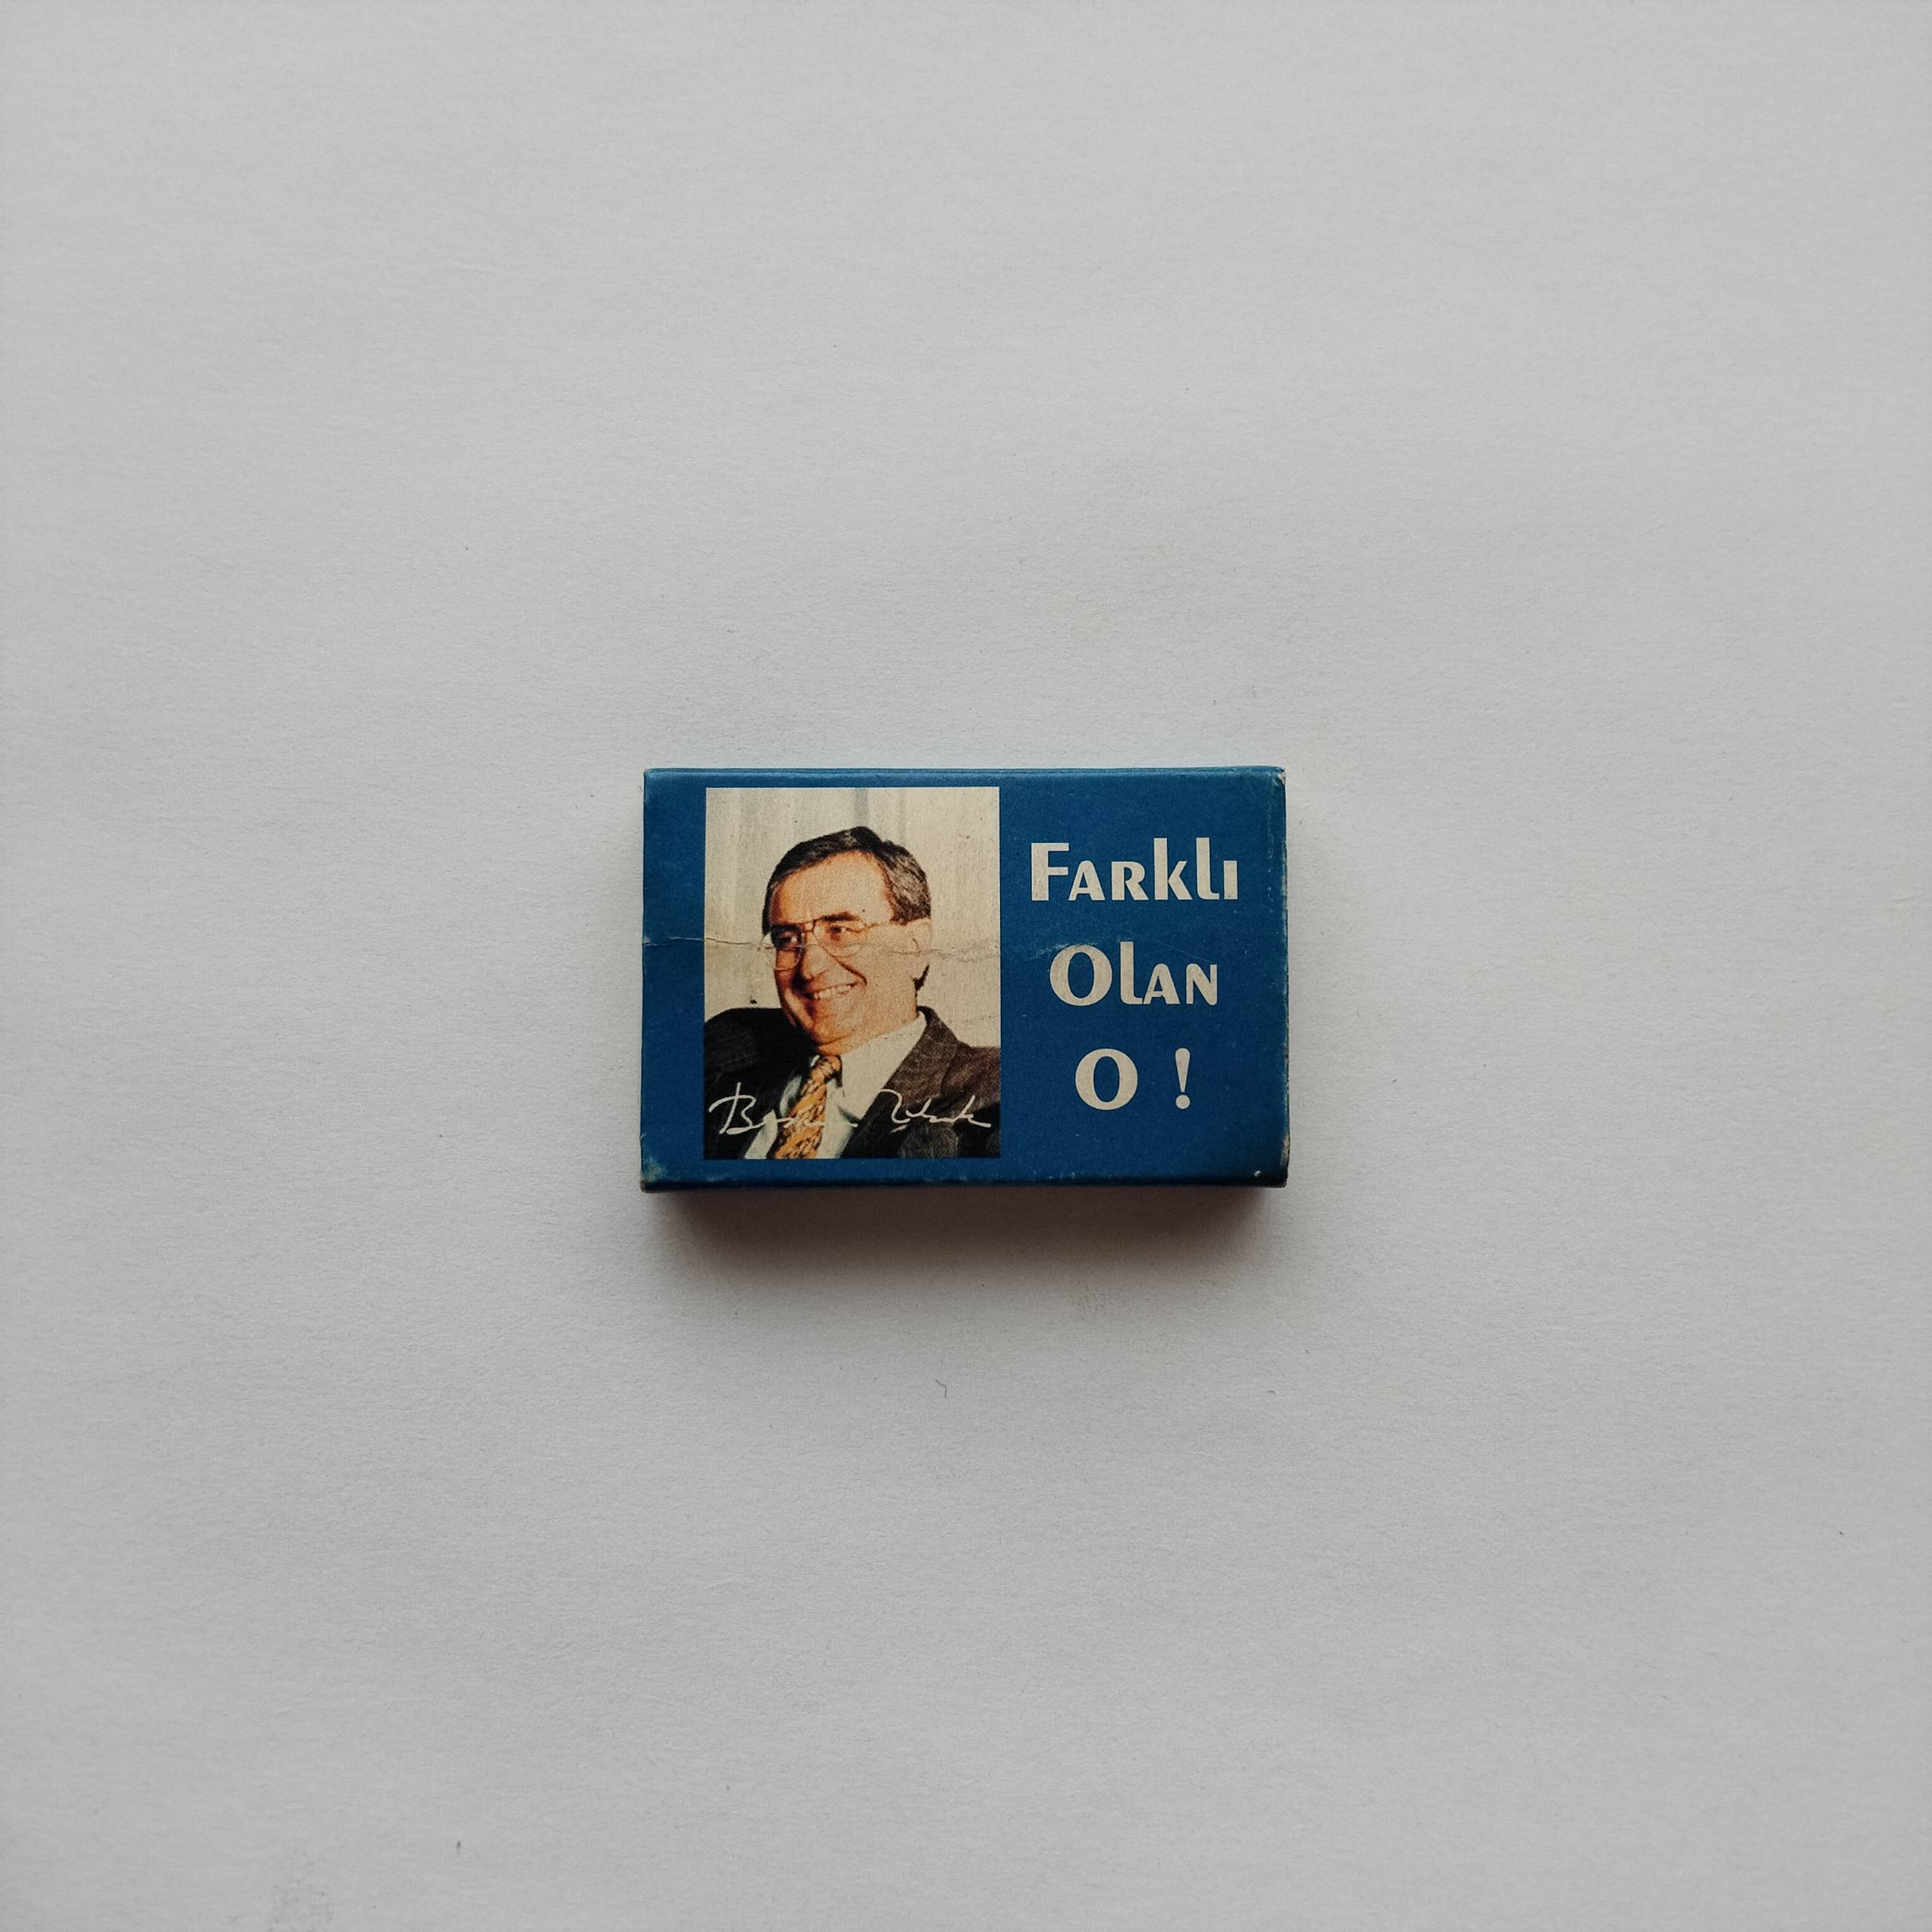 Farklı
Olan
O !